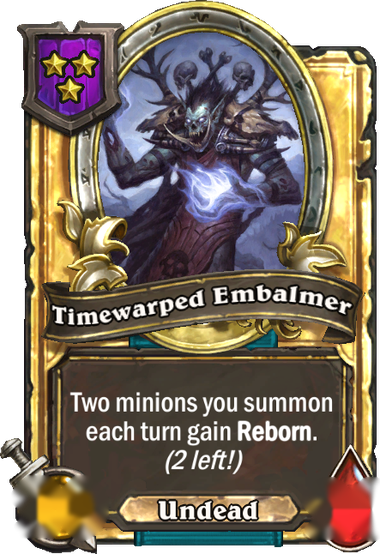 Timewarped Embalmer
Two minions you summon
each turn gain Reborn.
(2 left!)
Undead